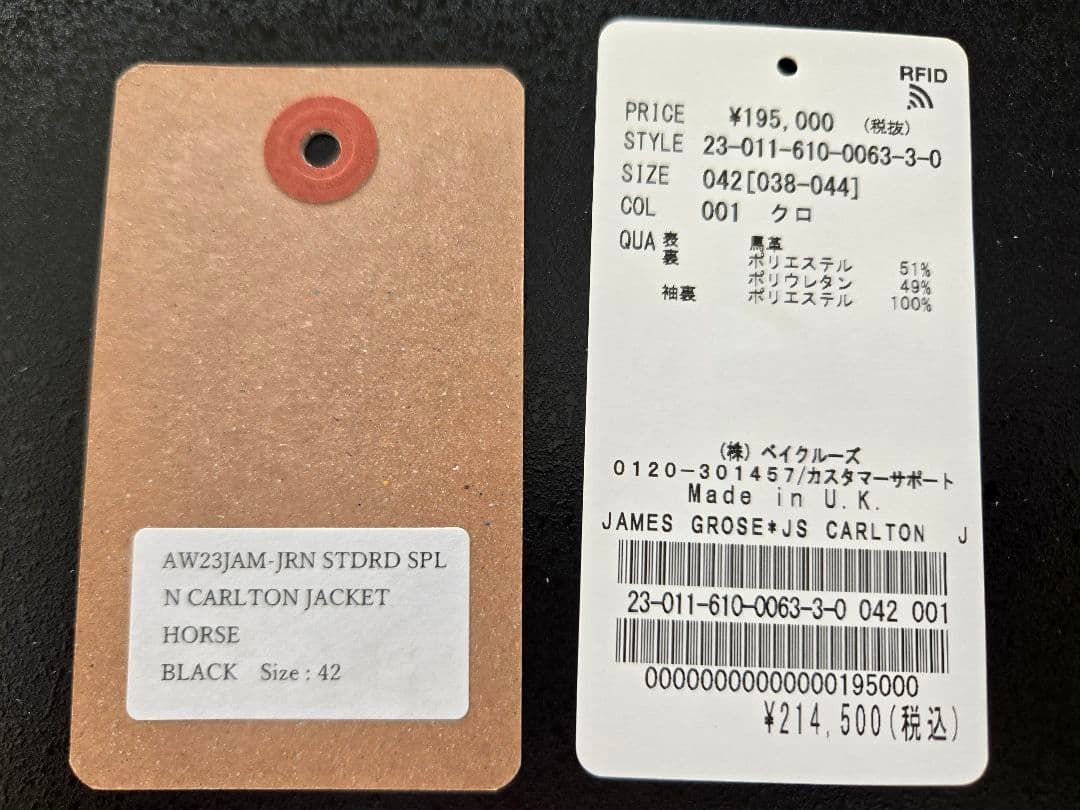 AW23JAM-JRN STDRD SPL
N CARLTON JACKET
HORSE
BLACK Size : 42
RFID
PRICE ¥195,000 (税抜)
STYLE 23-011-610-0063-3-0
SIZE 042[038-044]
COL 001 クロ
QUA 表 馬革
裏 ポリエステル 51%
ポリウレタン 49%
袖裏 ポリエステル 100%
(株) ベイクルーズ
0120-301457/カスタマーサポート
Made in U.K.
JAMES GROSE*JS CARLTON J
23-011-610-0063-3-0 042 001
00000000000000195000
¥214,500(税込)